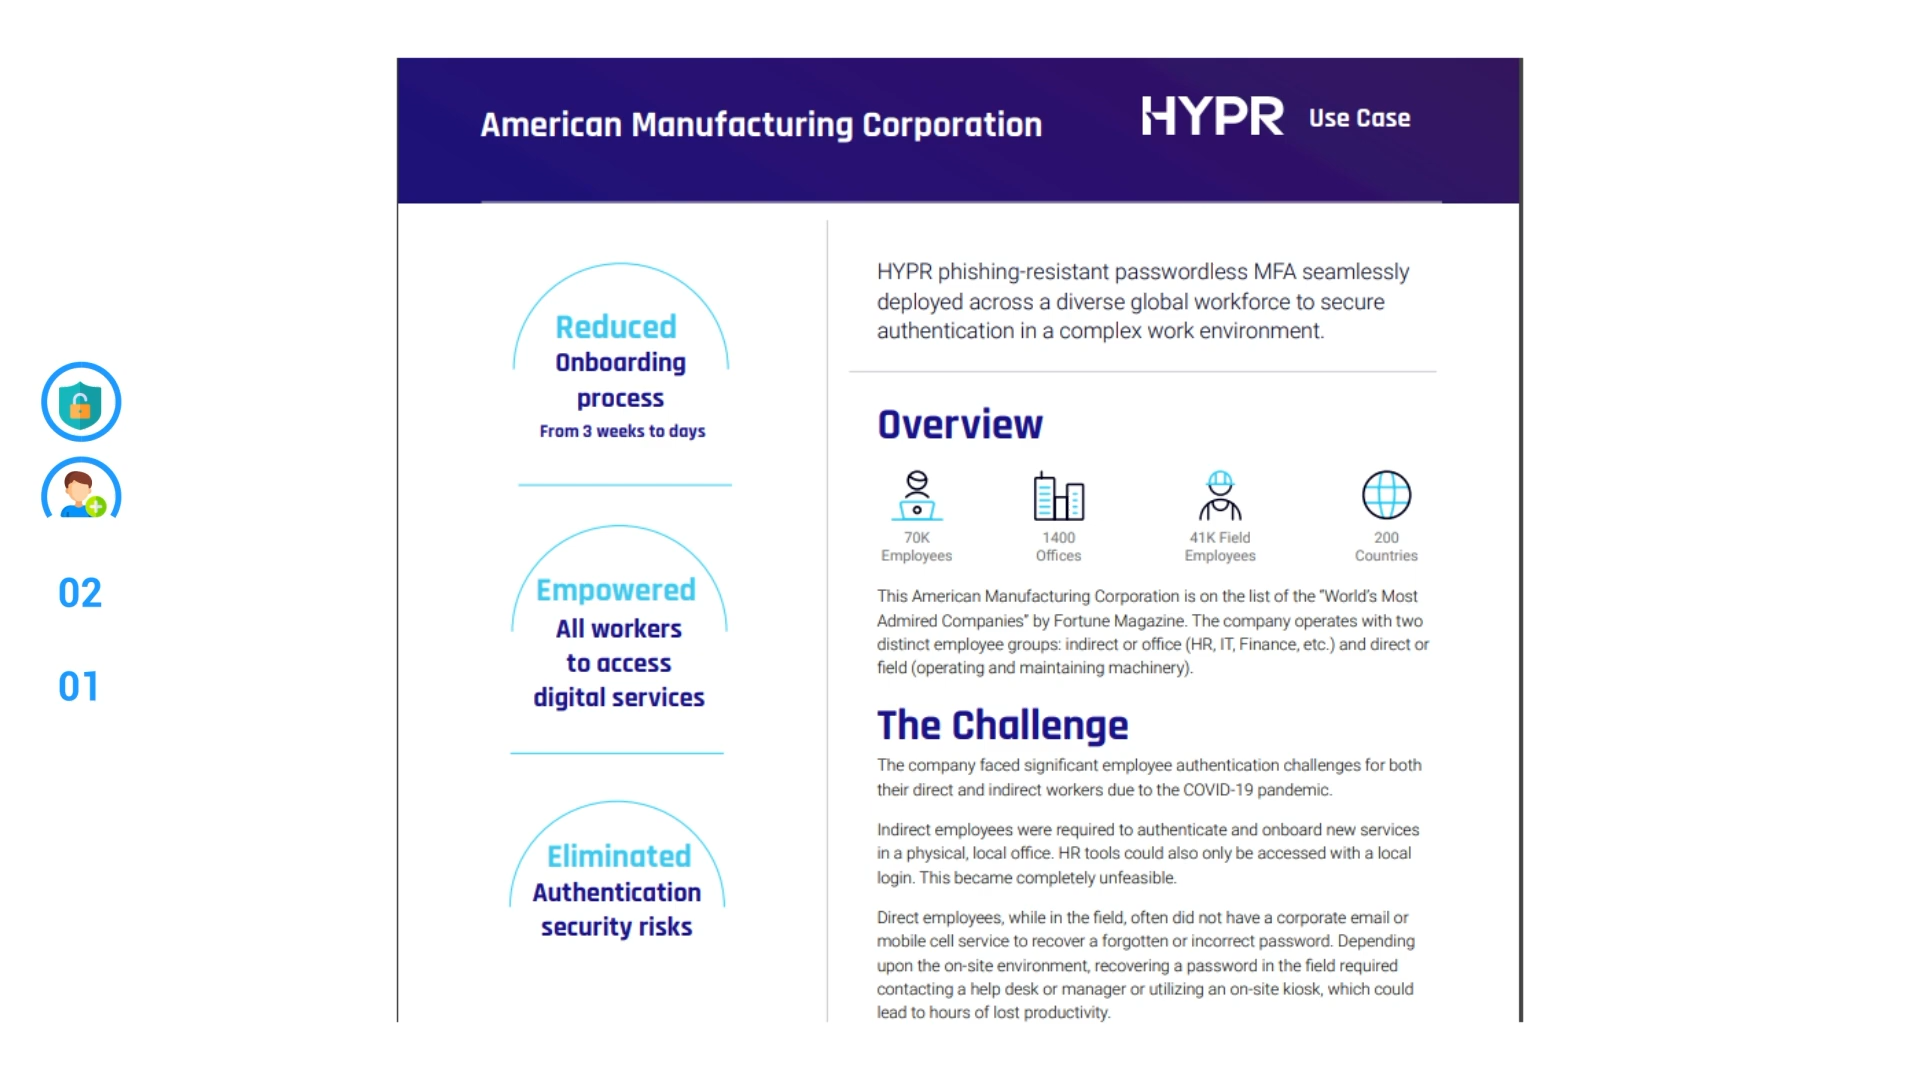 American Manufacturing Corporation
HYPR Use Case
Reduced
Onboarding
process
From 3 weeks to days
Empowered
All workers
to access
digital services
Eliminated
Authentication
security risks
HYPR phishing-resistant passwordless MFA seamlessly
deployed across a diverse global workforce to secure
authentication in a complex work environment.
Overview
70K
Employees
1400
Offices
41K Field
Employees
200
Countries
This American Manufacturing Corporation is on the list of the “World’s Most
Admired Companies” by Fortune Magazine. The company operates with two
distinct employee groups: indirect or office (HR, IT, Finance, etc.) and direct or
field (operating and maintaining machinery).
The Challenge
The company faced significant employee authentication challenges for both
their direct and indirect workers due to the COVID-19 pandemic.
Indirect employees were required to authenticate and onboard new services
in a physical, local office. HR tools could also only be accessed with a local
login. This became completely unfeasible.
Direct employees, while in the field, often did not have a corporate email or
mobile cell service to recover a forgotten or incorrect password. Depending
upon the on-site environment, recovering a password in the field required
contacting a help desk or manager or utilizing an on-site kiosk, which could
lead to hours of lost productivity.
02
01